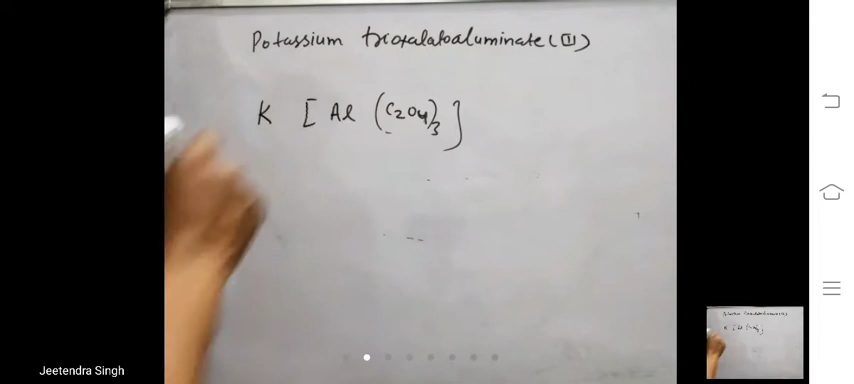 Potassium trioxalatoaluminate (III)
K [Al (C2O4)3]
Jeetendra Singh